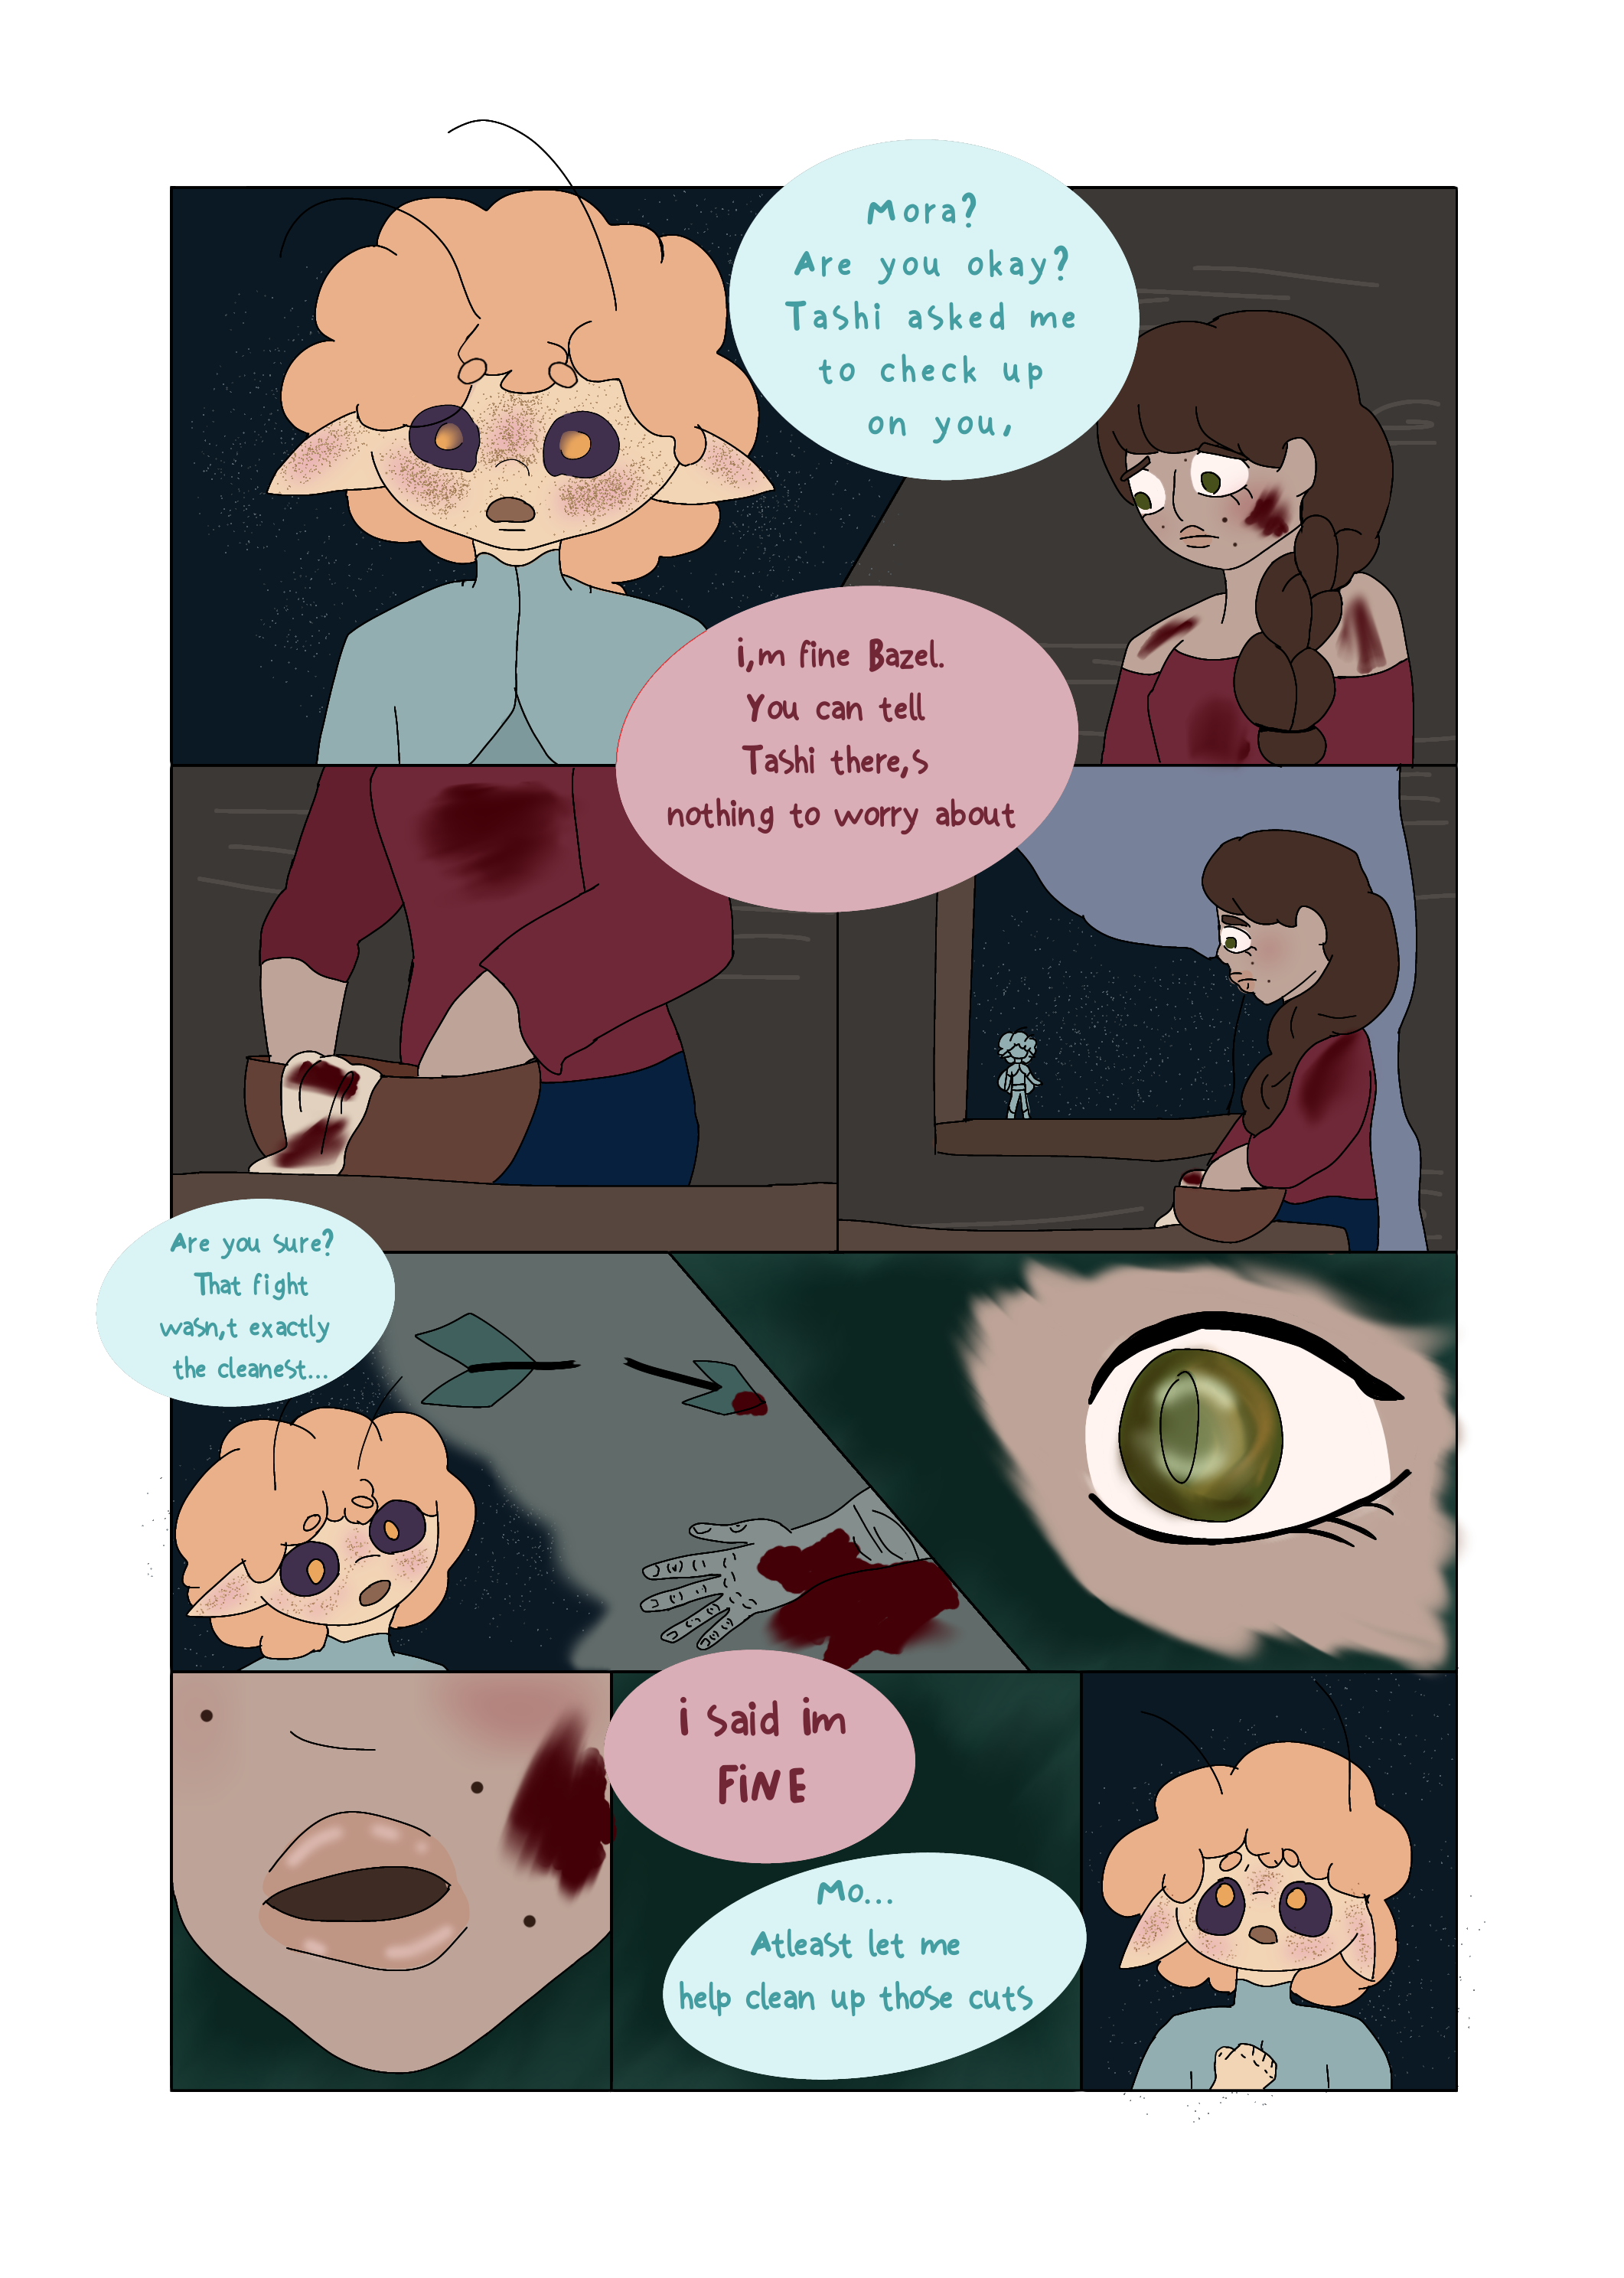 Mora?
Are you okay?
Tashi asked me
to check up
on you,
i,m fine Bazel.
You can tell
Tashi there,s
nothing to worry about
Are you sure?
That fight
wasn,t exactly
the cleanest...
i said im
FiNE
Mo...
Atleast let me
help clean up those cuts